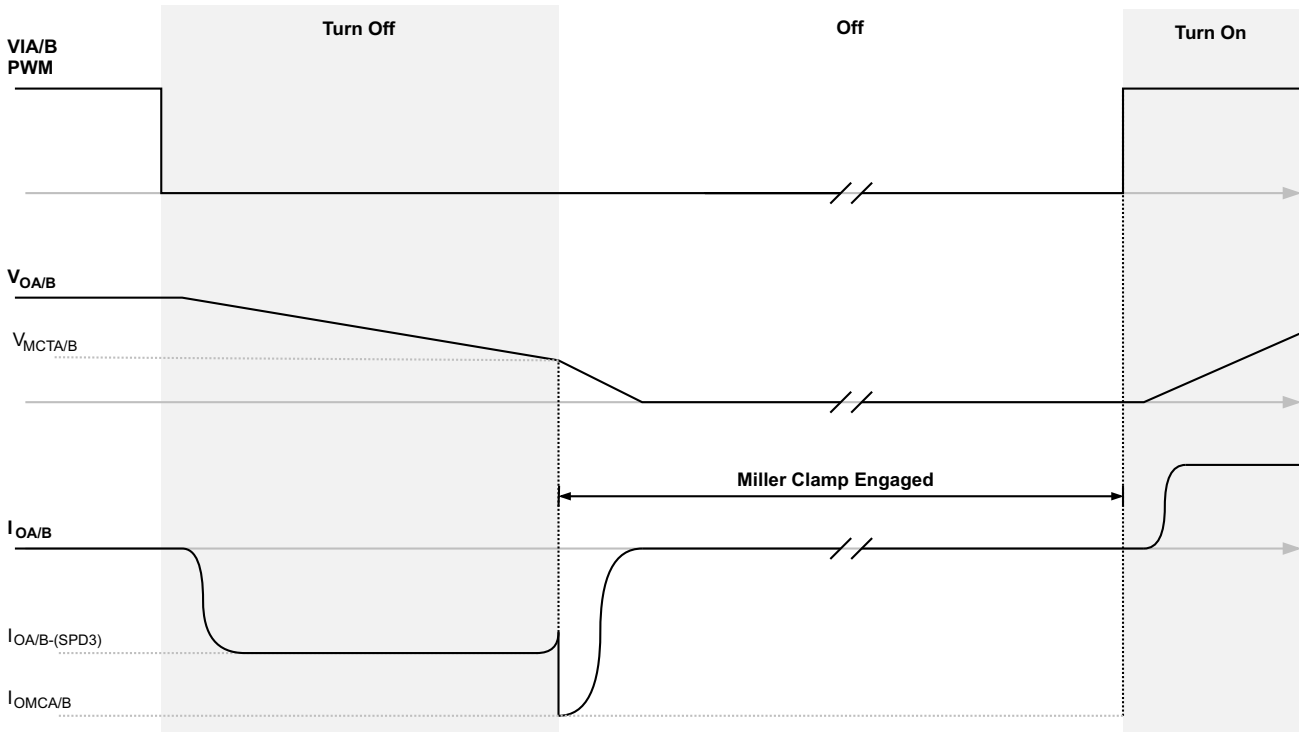 Turn Off
Off
Turn On
VIA/B
PWM
VOA/B
VMCTA/B
Miller Clamp Engaged
IOA/B
IOA/B-(SPD3)
IOMCA/B